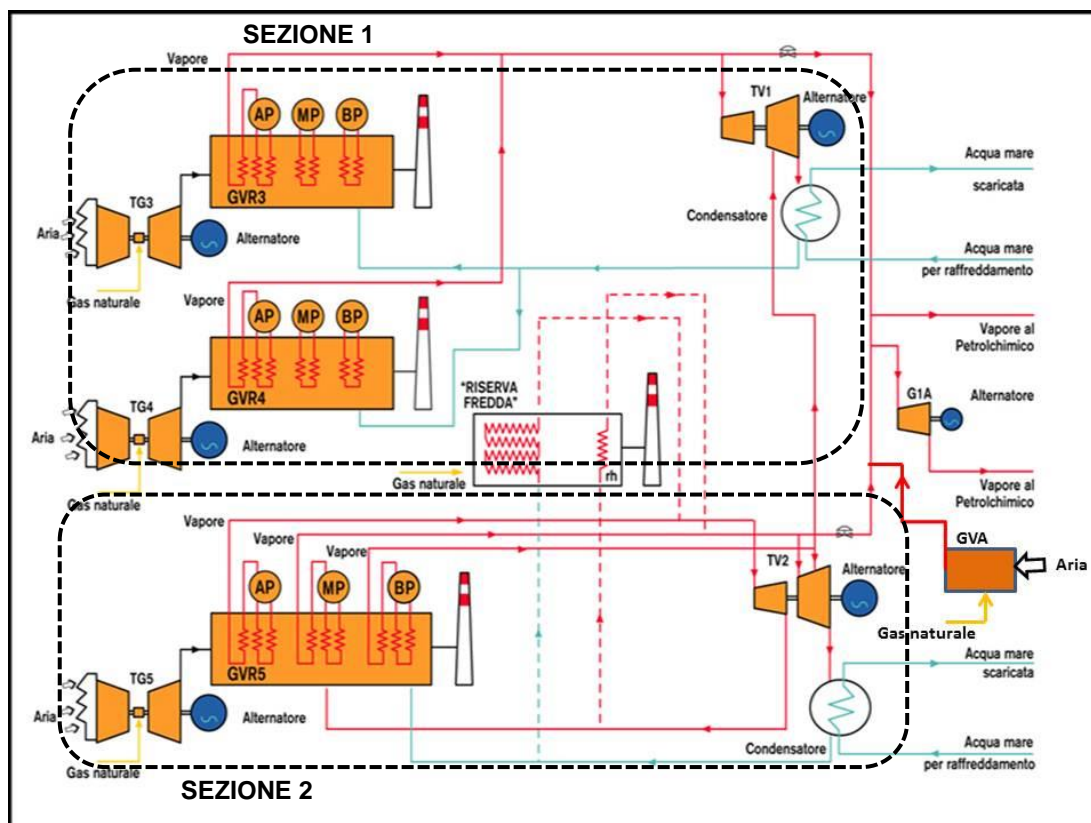 SEZIONE 1
Vapore
AP
MP
BP
GVR3
TG3
Aria
Alternatore
Gas naturale
TV1
Alternatore
Condensatore
Acqua mare
scaricata
Acqua mare
per raffreddamento
Vapore
AP
MP
BP
GVR4
TG4
Aria
Alternatore
Gas naturale
"RISERVA
FREDDA"
Gas naturale
rh
Vapore al
Petrolchimico
G1A
Alternatore
Vapore al
Petrolchimico
Vapore
Vapore
Vapore
AP
MP
BP
GVR5
TG5
Aria
Alternatore
Gas naturale
TV2
Alternatore
GVA
Aria
Gas naturale
Condensatore
Acqua mare
scaricata
Acqua mare
per raffreddamento
SEZIONE 2